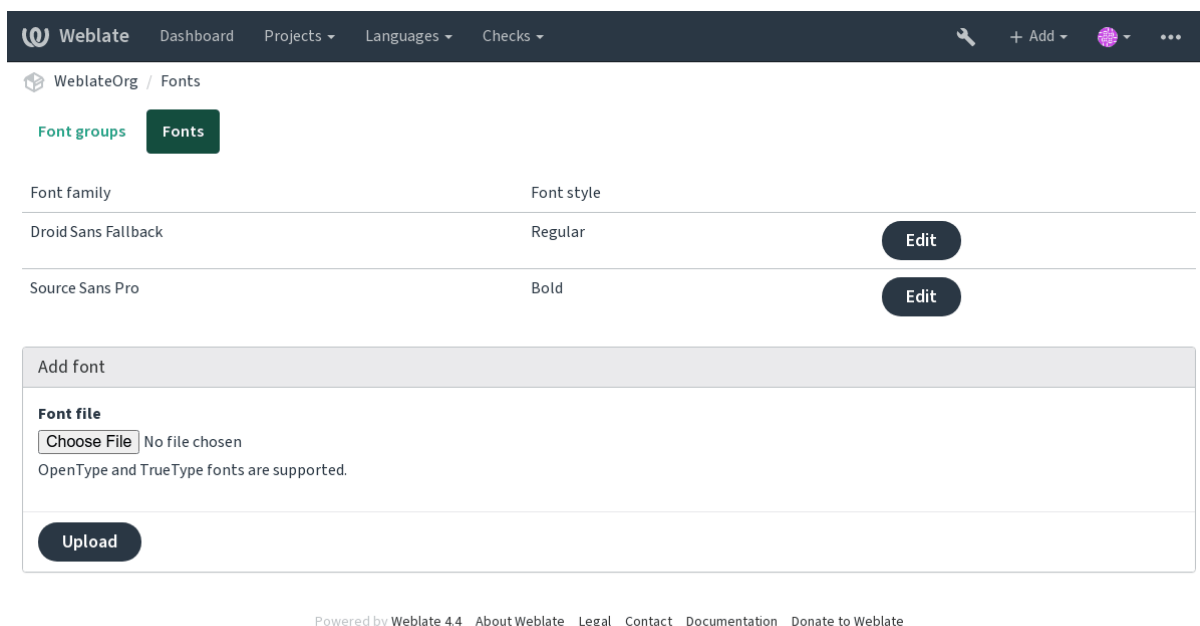 Weblate Dashboard Projects Languages Checks + Add
WeblateOrg / Fonts
Font groups Fonts
Font family Font style
Droid Sans Fallback Regular Edit
Source Sans Pro Bold Edit
Add font
Font file
Choose File No file chosen
OpenType and TrueType fonts are supported.
Upload
Powered by Weblate 4.4 About Weblate Legal Contact Documentation Donate to Weblate